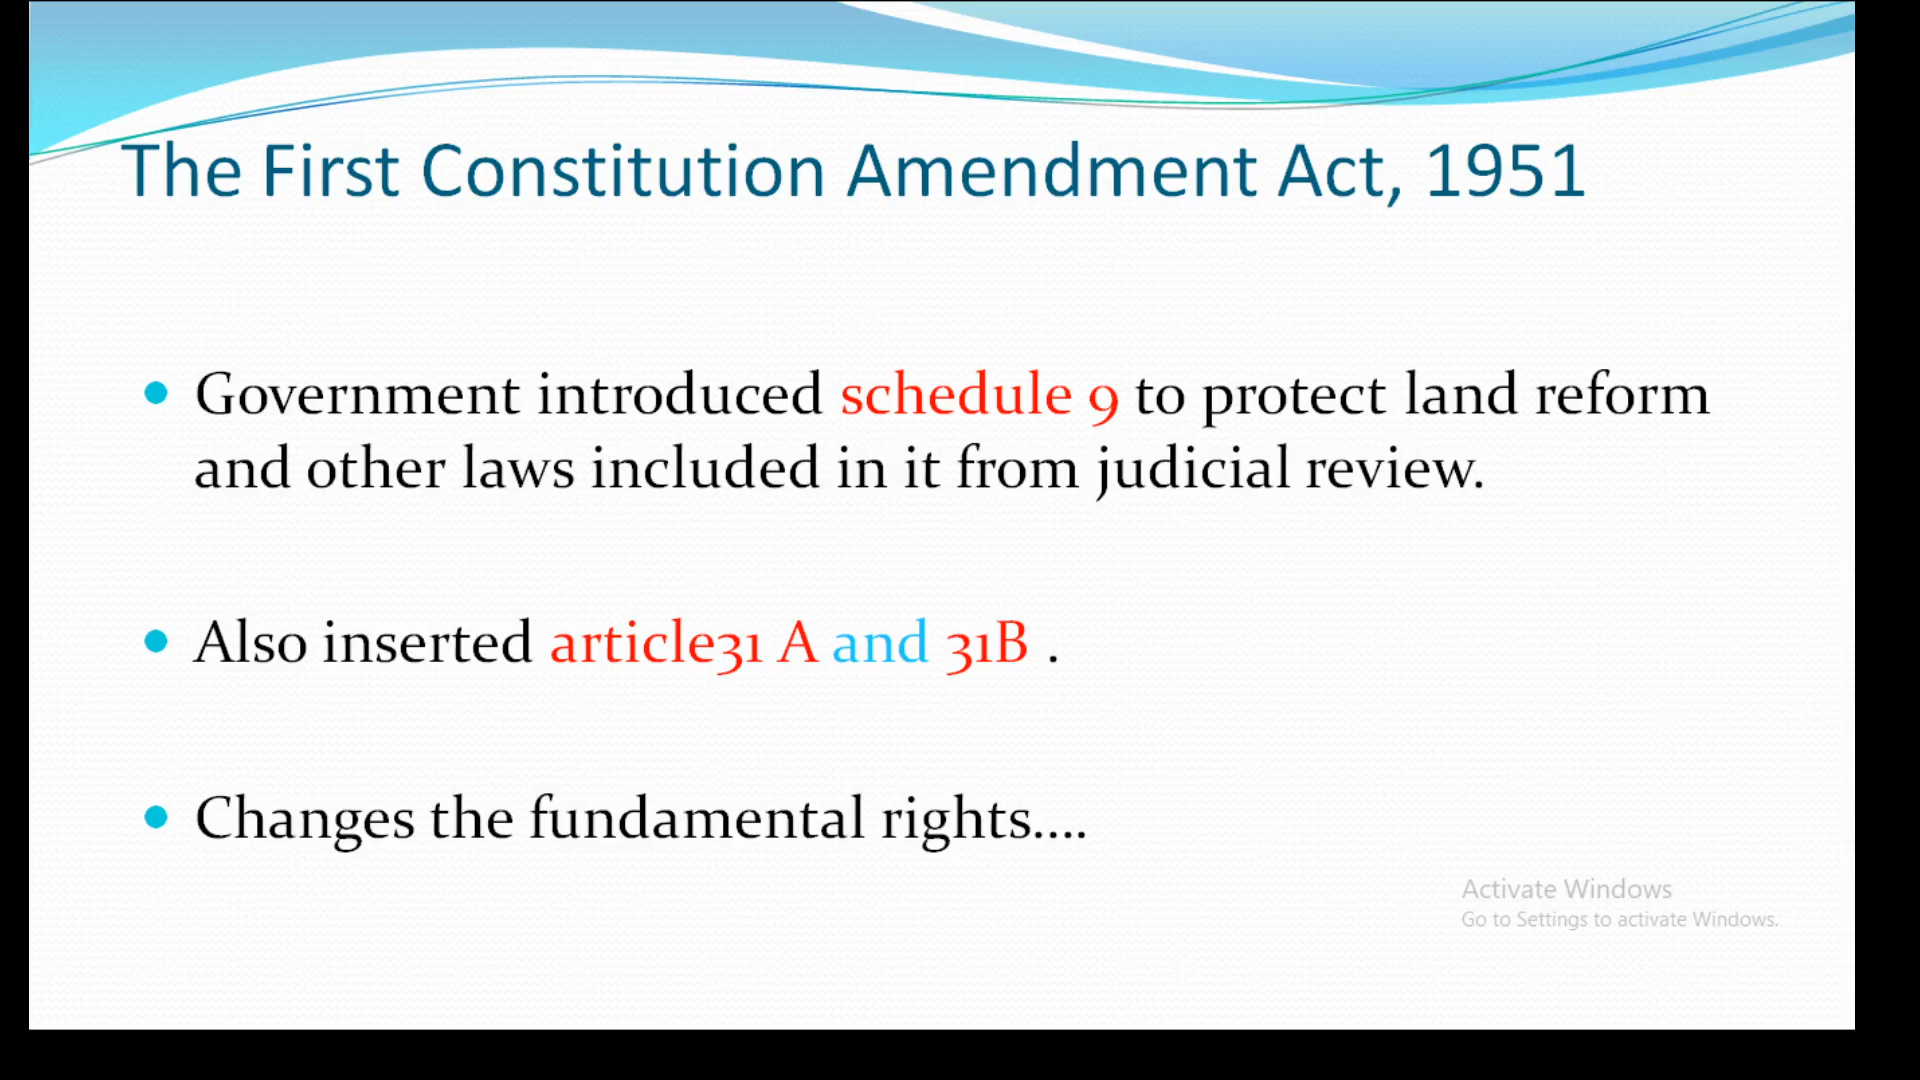 The First Constitution Amendment Act, 1951
Government introduced schedule 9 to protect land reform
and other laws included in it from judicial review.
Also inserted article31 A and 31B .
Changes the fundamental rights....
Activate Windows
Go to Settings to activate Windows.